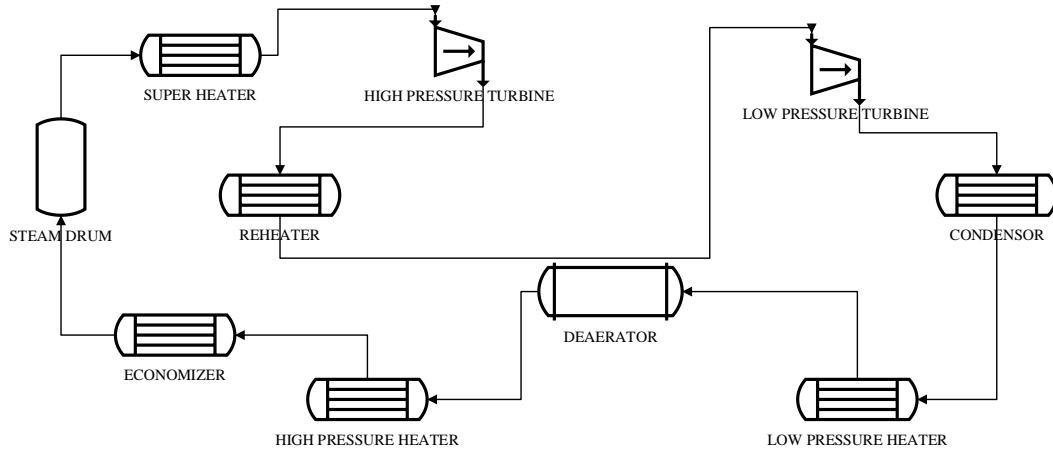 SUPER HEATER
HIGH PRESSURE TURBINE
LOW PRESSURE TURBINE
STEAM DRUM
REHEATER
CONDENSOR
DEAERATOR
ECONOMIZER
HIGH PRESSURE HEATER
LOW PRESSURE HEATER